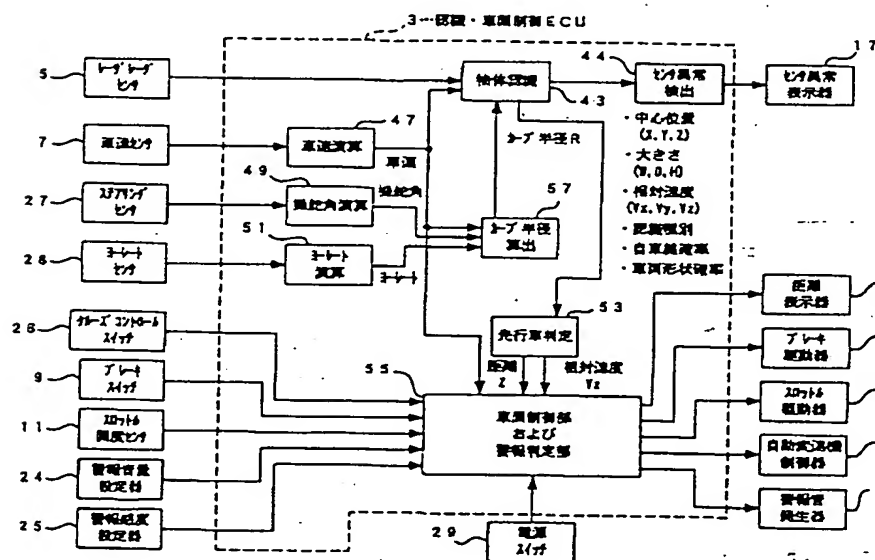 3…認識・車間制御ECU
5
レーザレーダ
センサ
7
車速センサ
27
ステアリング
センサ
28
ヨーレート
センサ
26
クルーズコントロール
スイッチ
9
ブレーキ
スイッチ
11
スロットル
開度センサ
24
警報音量
設定器
25
警報感度
設定器
47
車速演算
車速
49
操舵角演算
操舵角
51
ヨーレート
演算
ヨーレート
物体認識
43
カーブ半径R
57
カーブ半径
算出
44
センサ異常
検出
・中心位置
(X,Y,Z)
・大きさ
(W,D,H)
・相対速度
(Vx,Vy,Vz)
・認識種別
・自車線確率
・車両形状確率
17
センサ異常
表示器
53
先行車判定
距離
Z
相対速度
Vz
55
車間制御部
および
警報判定部
29
電源
スイッチ
距離
表示器
ブレーキ
駆動器
スロットル
駆動器
自動変速機
制御器
警報音
発生器